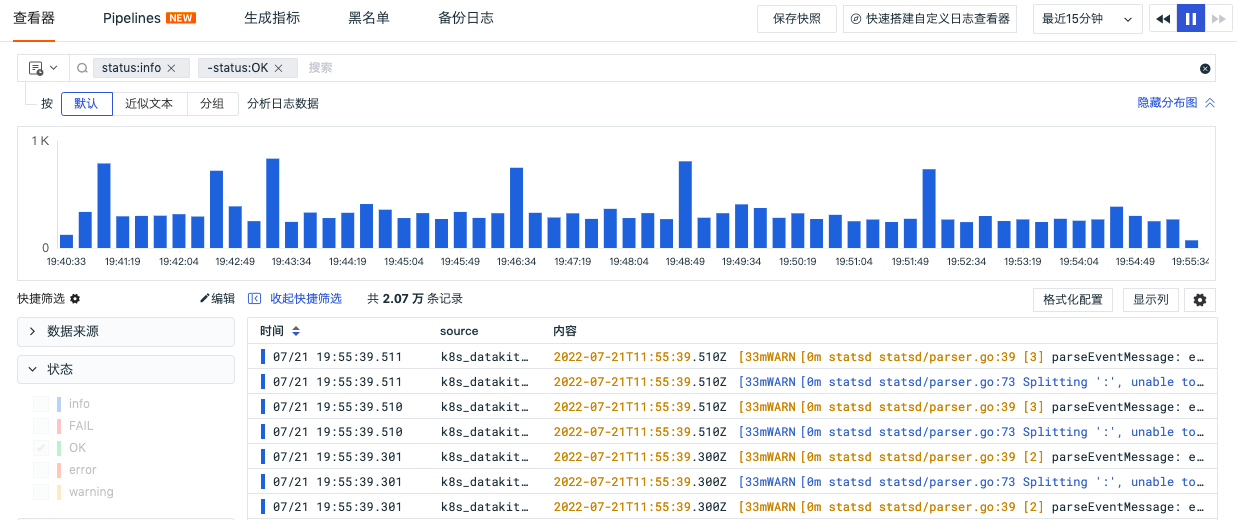 查看器 Pipelines NEW 生成指标 黑名单 备份日志 保存快照 快速搭建自定义日志查看器 最近15分钟
status:info -status:OK 搜索
按 默认 近似文本 分组 分析日志数据 隐藏分布图
1 K
0
19:40:33 19:41:19 19:42:04 19:42:49 19:43:34 19:44:19 19:45:04 19:45:49 19:46:34 19:47:19 19:48:04 19:48:49 19:49:34 19:50:19 19:51:04 19:51:49 19:52:34 19:53:19 19:54:04 19:54:49 19:55:34
快捷筛选 编辑 收起快捷筛选 共 2.07 万 条记录 格式化配置 显示列
数据来源
状态
info
FAIL
OK
error
warning
时间 source 内容
07/21 19:55:39.511 k8s_datakit… 2022-07-21T11:55:39.510Z [33mWARN [0m statsd statsd/parser.go:39 [3] parseEventMessage: e…
07/21 19:55:39.511 k8s_datakit… 2022-07-21T11:55:39.510Z [33mWARN [0m statsd statsd/parser.go:73 Splitting ':', unable to…
07/21 19:55:39.510 k8s_datakit… 2022-07-21T11:55:39.510Z [33mWARN [0m statsd statsd/parser.go:39 [3] parseEventMessage: e…
07/21 19:55:39.510 k8s_datakit… 2022-07-21T11:55:39.510Z [33mWARN [0m statsd statsd/parser.go:73 Splitting ':', unable to…
07/21 19:55:39.301 k8s_datakit… 2022-07-21T11:55:39.300Z [33mWARN [0m statsd statsd/parser.go:39 [2] parseEventMessage: e…
07/21 19:55:39.301 k8s_datakit… 2022-07-21T11:55:39.300Z [33mWARN [0m statsd statsd/parser.go:73 Splitting ':', unable to…
07/21 19:55:39.301 k8s_datakit… 2022-07-21T11:55:39.300Z [33mWARN [0m statsd statsd/parser.go:39 [2] parseEventMessage: e…